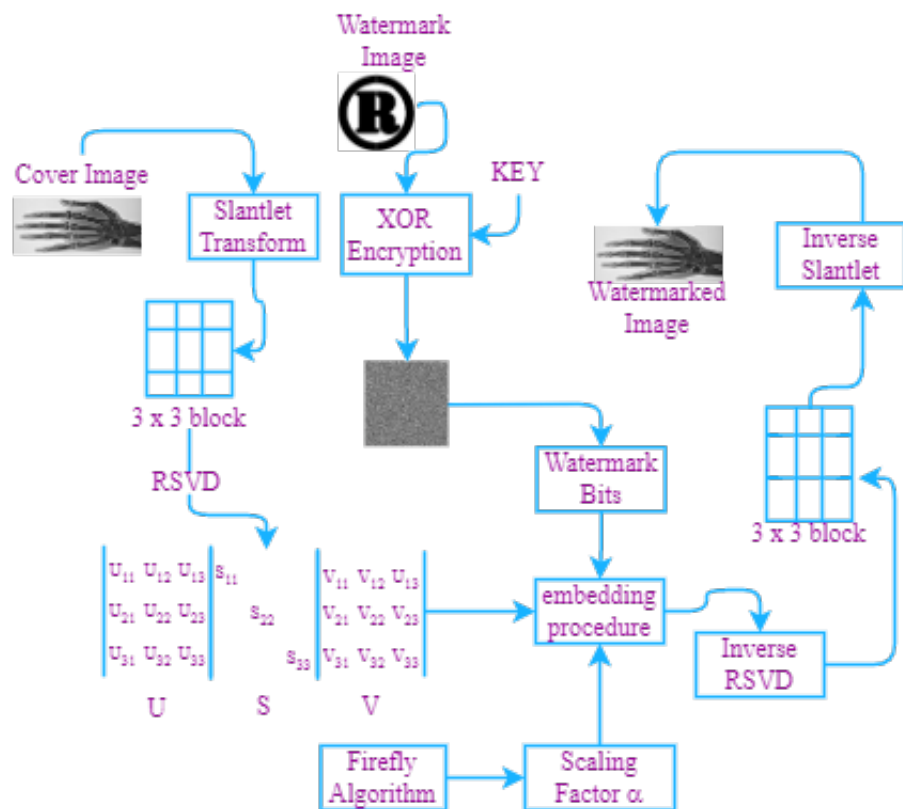 Watermark
Image
R
Cover Image
KEY
Slantlet
Transform
XOR
Encryption
Inverse
Slantlet
Watermarked
Image
3 x 3 block
RSVD
Watermark
Bits
3 x 3 block
U₁₁ U₁₂ U₁₃ S₁₁ V₁₁ V₁₂ U₁₃
U₂₁ U₂₂ U₂₃ S₂₂ V₂₁ V₂₂ V₂₃
U₃₁ U₃₂ U₃₃ S₃₃ V₃₁ V₃₂ V₃₃
U S V
embedding
procedure
Inverse
RSVD
Firefly
Algorithm
Scaling
Factor α